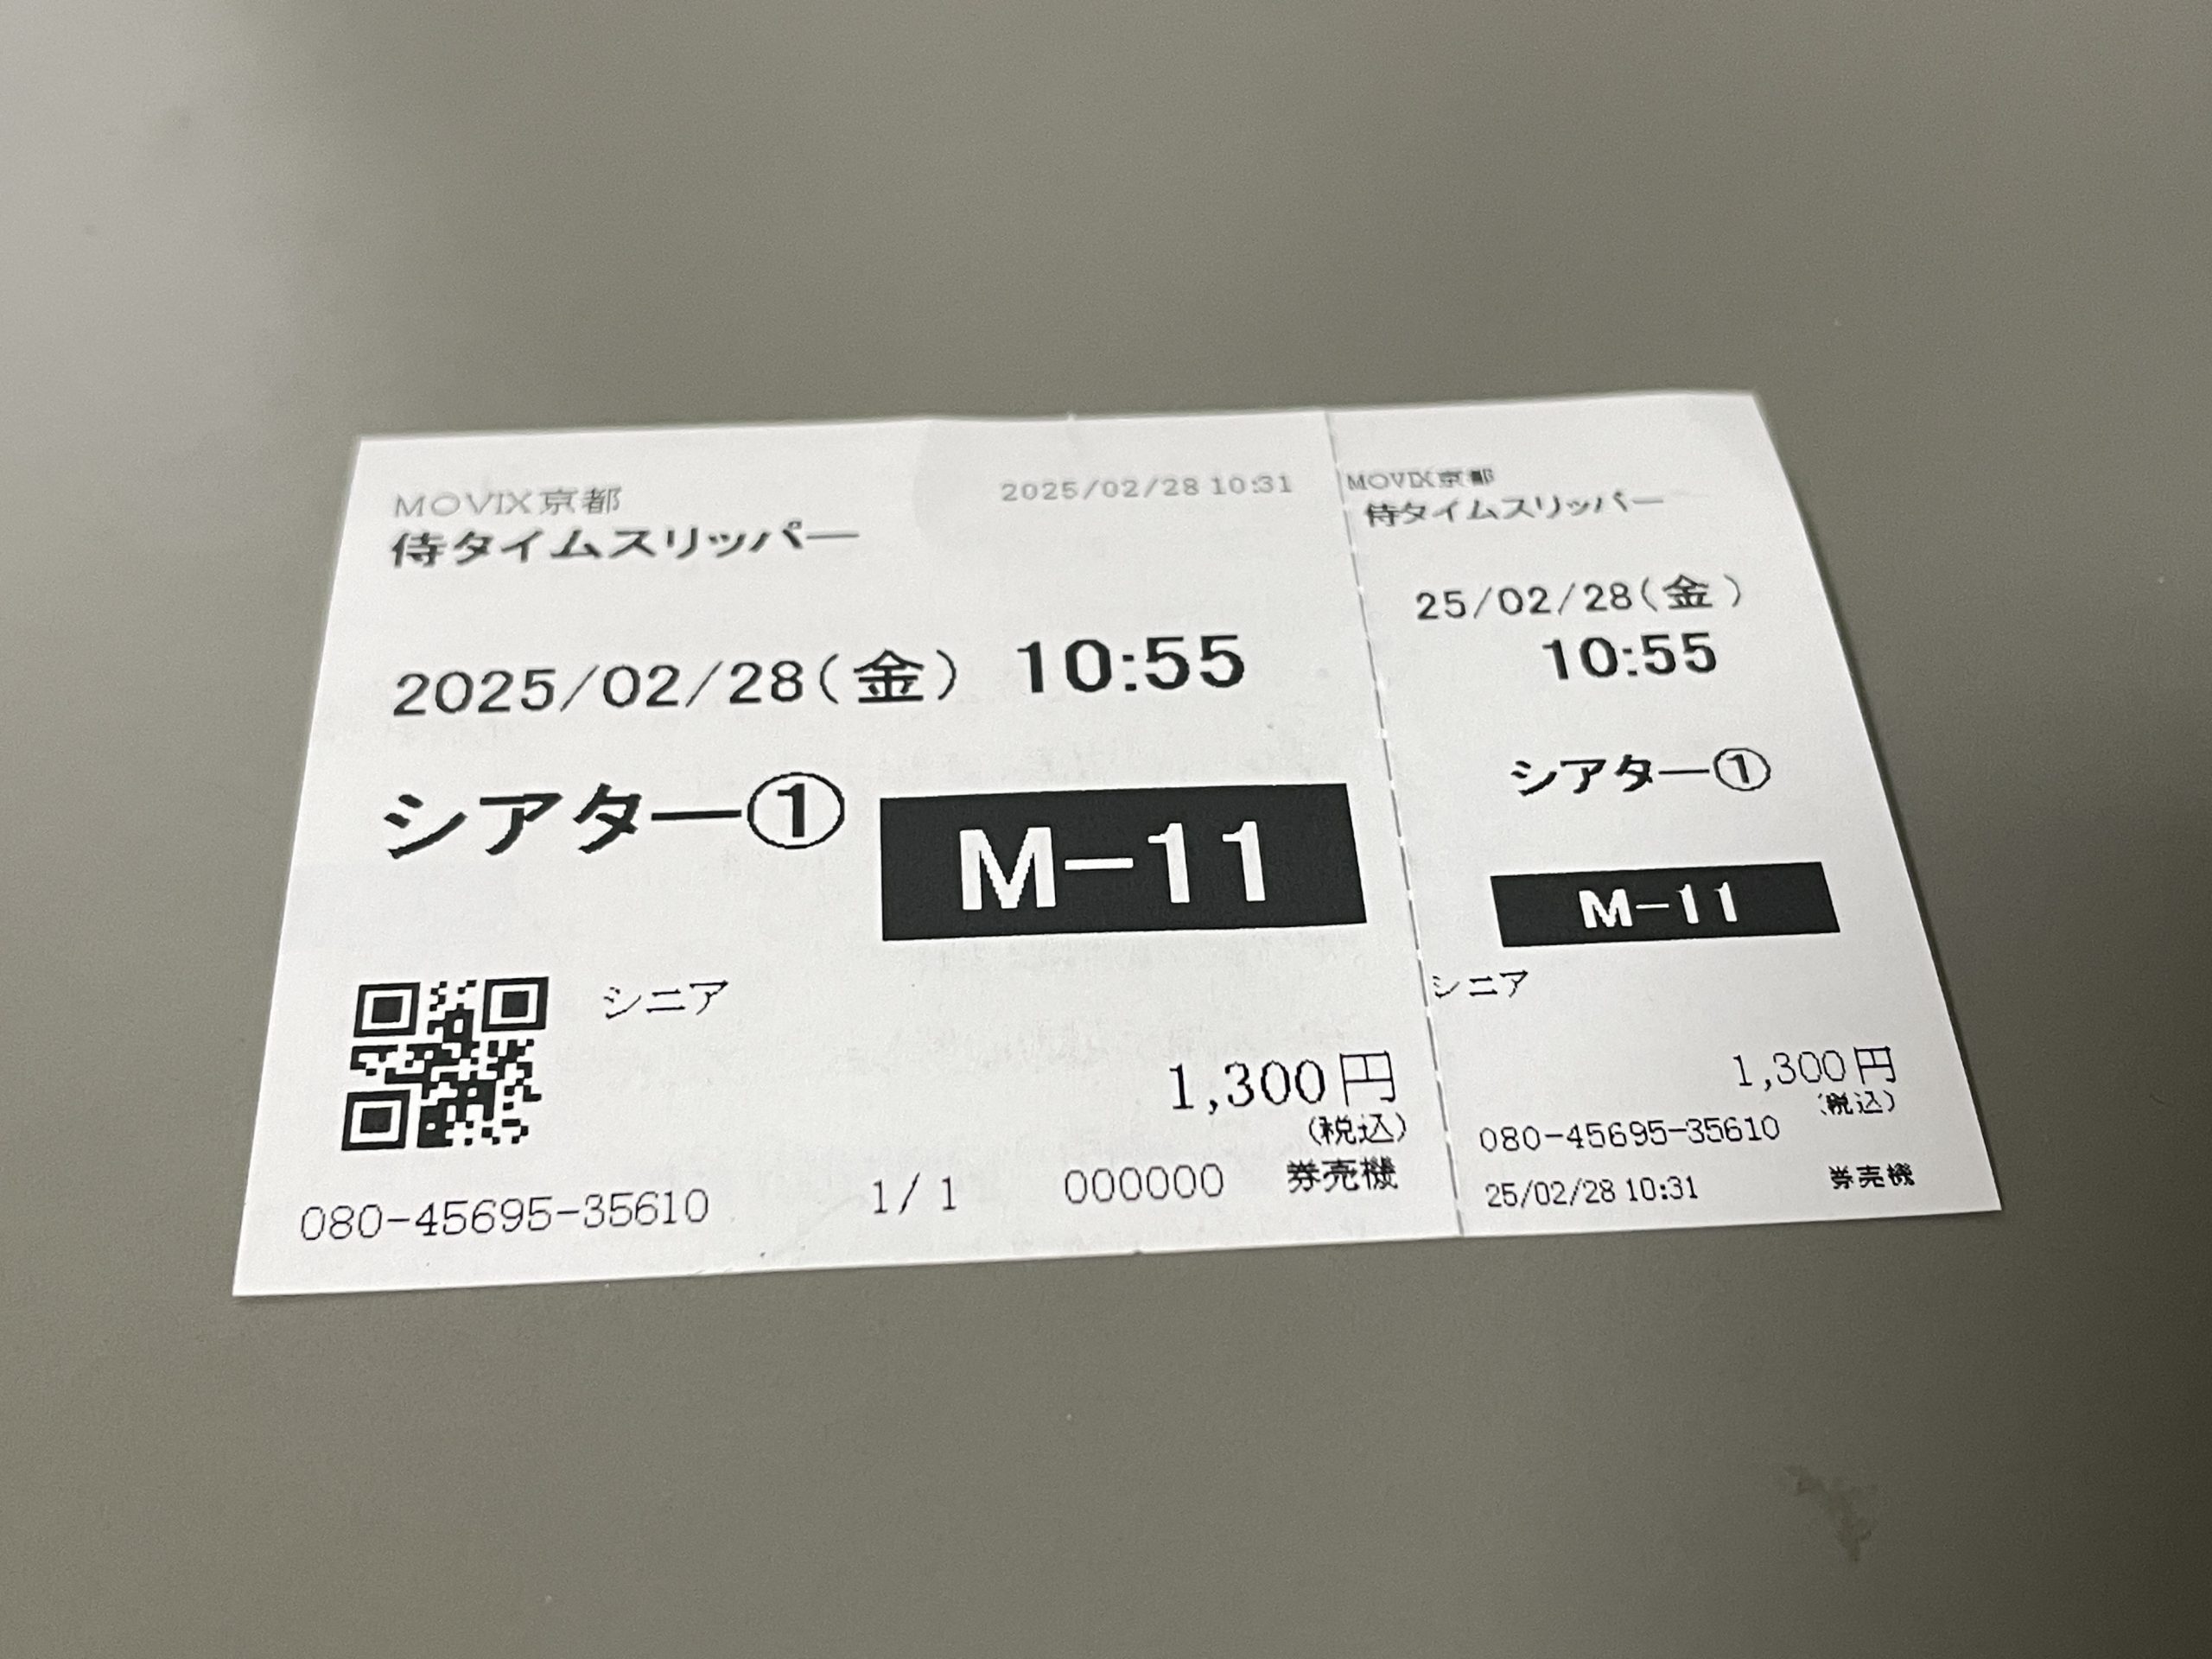 MOVIX京都
2025/02/28 10:31
侍タイムスリッパー
2025/02/28(金) 10:55
シアター① M-11
シニア
1,300円
(税込)
080-45695-35610 1/1 000000 券売機
MOVIX京都
侍タイムスリッパー
25/02/28(金)
10:55
シアター①
M-11
シニア
1,300円
(税込)
080-45695-35610
25/02/28 10:31 券売機